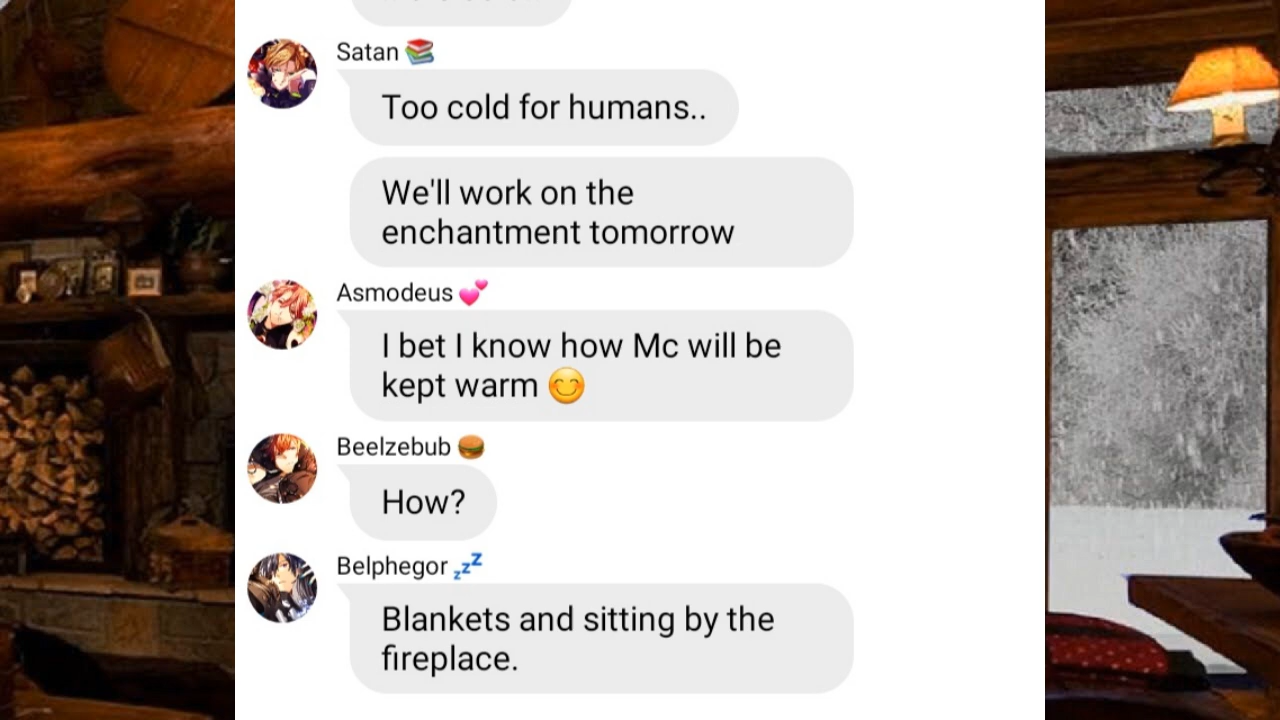 Satan 📚
Too cold for humans..
We'll work on the
enchantment tomorrow
Asmodeus 💕
I bet I know how Mc will be
kept warm 😊
Beelzebub 🍔
How?
Belphegor 💤
Blankets and sitting by the
fireplace.